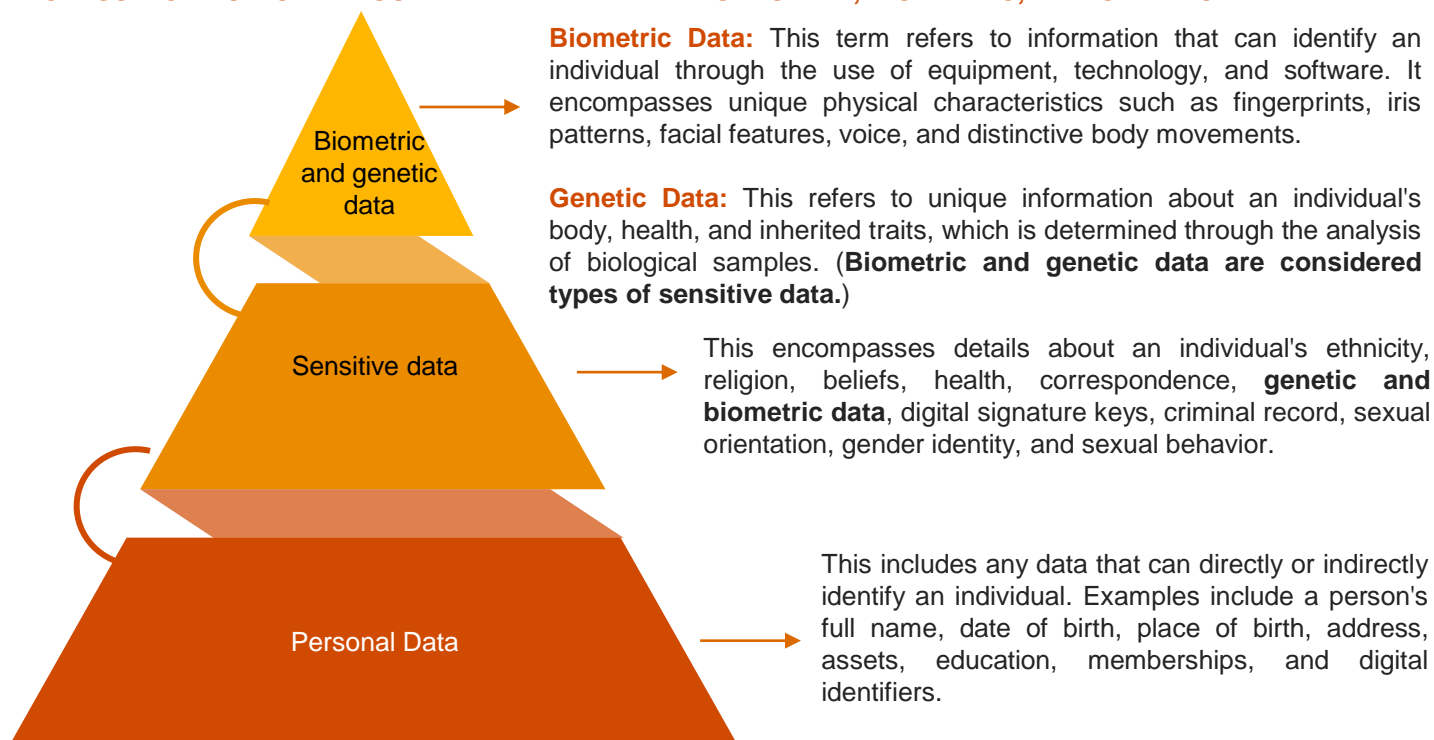 Biometric Data: This term refers to information that can identify an
individual through the use of equipment, technology, and software. It
encompasses unique physical characteristics such as fingerprints, iris
patterns, facial features, voice, and distinctive body movements.
Biometric
and genetic
data
Genetic Data: This refers to unique information about an individual's
body, health, and inherited traits, which is determined through the analysis
of biological samples. (Biometric and genetic data are considered
types of sensitive data.)
Sensitive data
This encompasses details about an individual's ethnicity,
religion, beliefs, health, correspondence, genetic and
biometric data, digital signature keys, criminal record, sexual
orientation, gender identity, and sexual behavior.
Personal Data
This includes any data that can directly or indirectly
identify an individual. Examples include a person's
full name, date of birth, place of birth, address,
assets, education, memberships, and digital
identifiers.